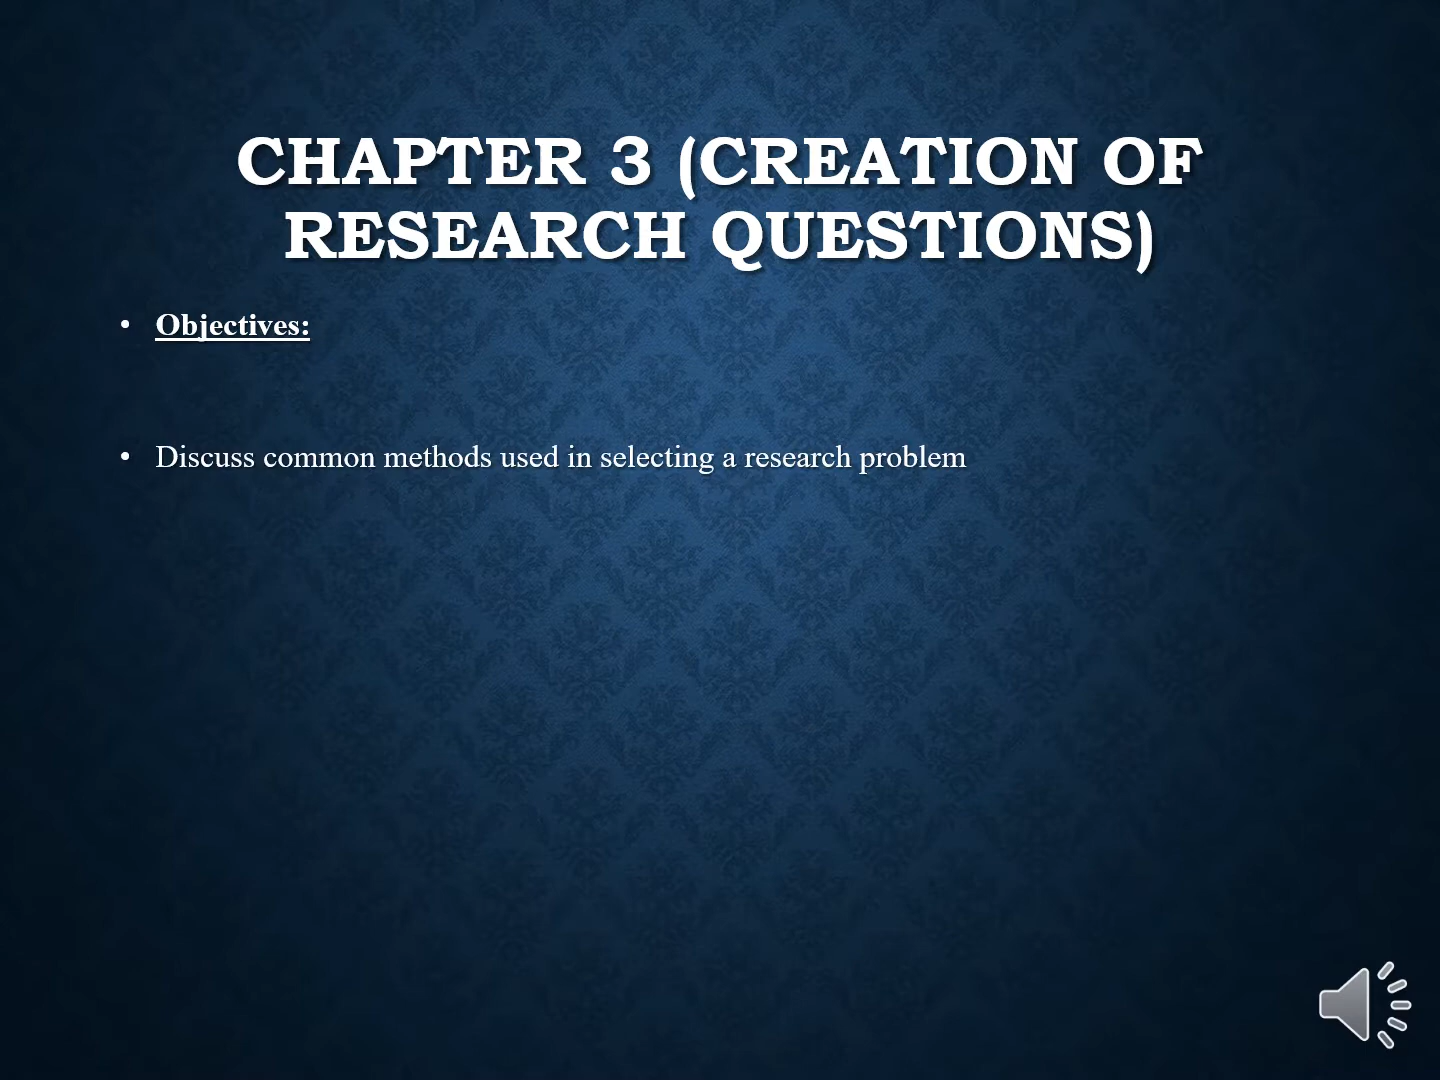 CHAPTER 3 (CREATION OF
RESEARCH QUESTIONS)
• Objectives:
• Discuss common methods used in selecting a research problem